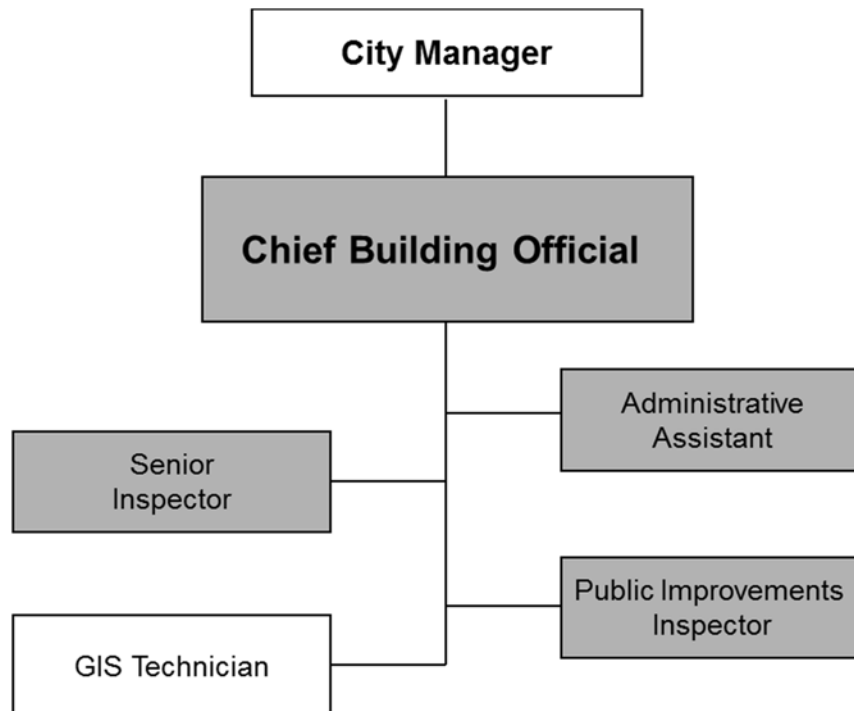 City Manager
Chief Building Official
Administrative
Assistant
Senior
Inspector
Public Improvements
Inspector
GIS Technician